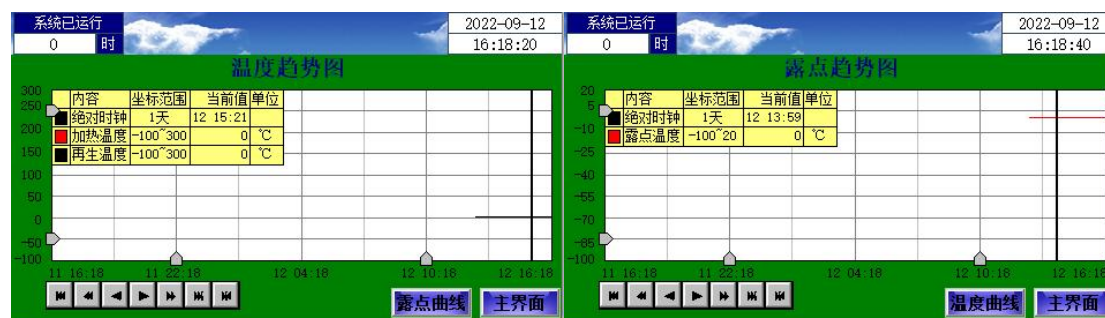 系统已运行
0 时
2022-09-12
16:18:20
温度趋势图
300
250
200
150
100
50
0
-50
-100
内容 坐标范围 当前值 单位
绝对时钟 1天 12 15:21
加热温度 -100~300 0 ℃
再生温度 -100~300 0 ℃
11 16:18 11 22:18 12 04:18 12 10:18 12 16:18
露点曲线 主界面
系统已运行
0 时
2022-09-12
16:18:40
露点趋势图
20
5
-10
-25
-40
-55
-70
-85
-100
内容 坐标范围 当前值 单位
绝对时钟 1天 12 13:59
露点温度 -100~20 0 ℃
11 16:18 11 22:18 12 04:18 12 10:18 12 16:18
温度曲线 主界面